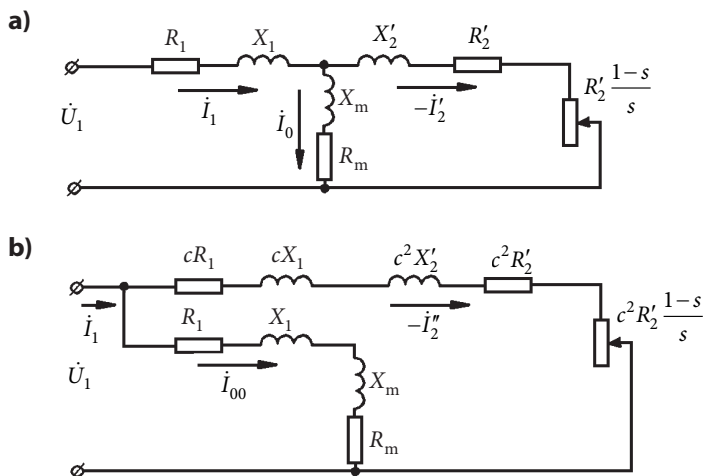 a)
R₁ X₁ X′₂ R′₂
R′₂ (1−s)/s
U̇₁ İ₁ İ₀ Xₘ −İ′₂
Rₘ
b)
cR₁ cX₁ c²X′₂ c²R′₂
c²R′₂ (1−s)/s
İ₁ R₁ X₁ −İ″₂
U̇₁ İ₀₀ Xₘ
Rₘ